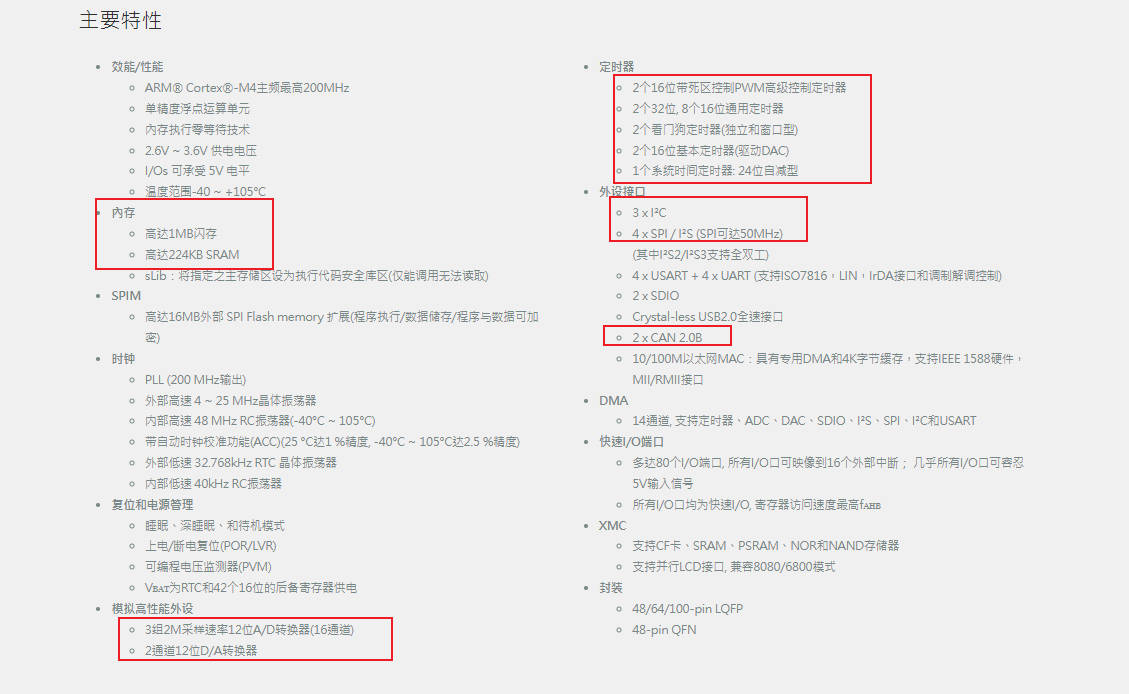 主要特性
效能/性能
ARM® Cortex®-M4主频最高200MHz
单精度浮点运算单元
內存执行零等待技术
2.6V ~ 3.6V 供电电压
I/Os 可承受 5V 电平
温度范围-40 ~ +105°C
內存
高达1MB闪存
高达224KB SRAM
sLib：将指定之主存储区设为执行代码安全库区(仅能调用无法读取)
SPIM
高达16MB外部 SPI Flash memory 扩展(程序执行/数据储存/程序与数据可加
密)
时钟
PLL (200 MHz输出)
外部高速 4 ~ 25 MHz晶体振荡器
内部高速 48 MHz RC振荡器(-40°C ~ 105°C)
带自动时钟校准功能(ACC)(25 °C达1 %精度, -40°C ~ 105°C达2.5 %精度)
外部低速 32.768kHz RTC 晶体振荡器
内部低速 40kHz RC振荡器
复位和电源管理
睡眠、深睡眠、和待机模式
上电/断电复位(POR/LVR)
可编程电压监测器(PVM)
VBAT为RTC和42个16位的后备寄存器供电
模拟高性能外设
3组2M采样速率12位A/D转换器(16通道)
2通道12位D/A转换器
定时器
2个16位带死区控制PWM高级控制定时器
2个32位, 8个16位通用定时器
2个看门狗定时器(独立和窗口型)
2个16位基本定时器(驱动DAC)
1个系统时间定时器: 24位自减型
外设接口
3 x I²C
4 x SPI / I²S (SPI可达50MHz)
(其中I²S2/I²S3支持全双工)
4 x USART + 4 x UART (支持ISO7816，LIN，IrDA接口和调制解调控制)
2 x SDIO
Crystal-less USB2.0全速接口
2 x CAN 2.0B
10/100M以太网MAC：具有专用DMA和4K字节缓存，支持IEEE 1588硬件，
MII/RMII接口
DMA
14通道, 支持定时器、ADC、DAC、SDIO、I²S、SPI、I²C和USART
快速I/O端口
多达80个I/O端口, 所有I/O口可映像到16个外部中断； 几乎所有I/O口可容忍
5V输入信号
所有I/O口均为快速I/O, 寄存器访问速度最高fAHB
XMC
支持CF卡、SRAM、PSRAM、NOR和NAND存储器
支持并行LCD接口, 兼容8080/6800模式
封装
48/64/100-pin LQFP
48-pin QFN